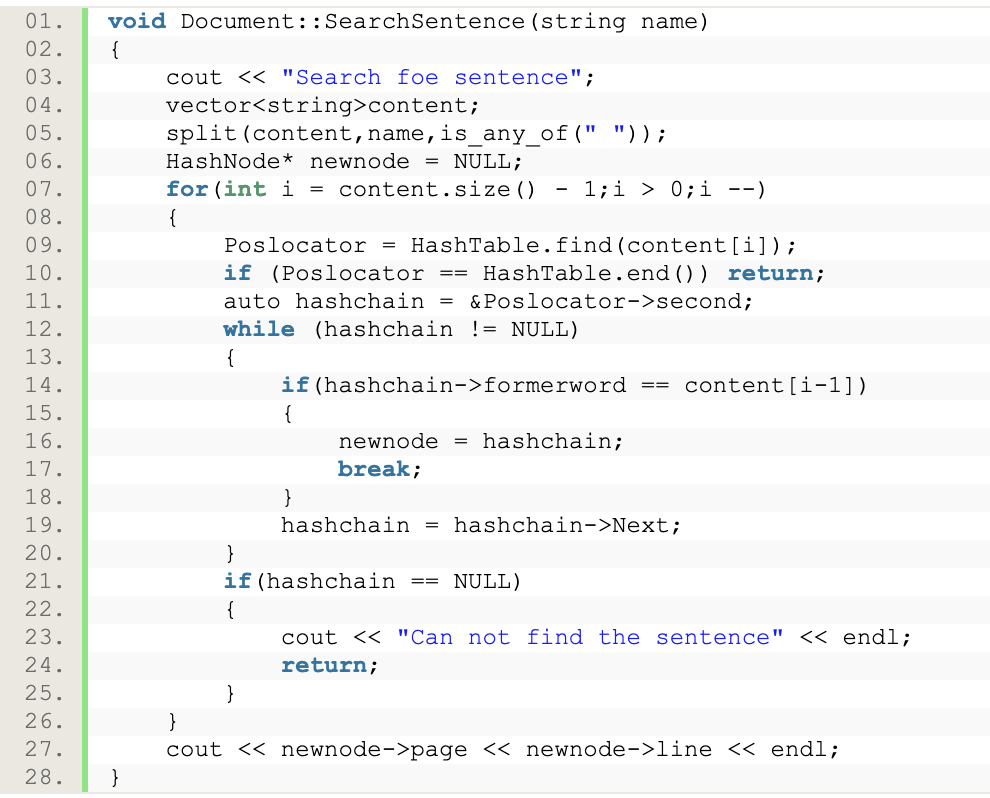 01. void Document::SearchSentence(string name)
02. {
03.     cout << "Search foe sentence";
04.     vector<string>content;
05.     split(content,name,is_any_of(" "));
06.     HashNode* newnode = NULL;
07.     for(int i = content.size() - 1;i > 0;i --)
08.     {
09.         Poslocator = HashTable.find(content[i]);
10.         if (Poslocator == HashTable.end()) return;
11.         auto hashchain = &Poslocator->second;
12.         while (hashchain != NULL)
13.         {
14.             if(hashchain->formerword == content[i-1])
15.             {
16.                 newnode = hashchain;
17.                 break;
18.             }
19.             hashchain = hashchain->Next;
20.         }
21.         if(hashchain == NULL)
22.         {
23.             cout << "Can not find the sentence" << endl;
24.             return;
25.         }
26.     }
27.     cout << newnode->page << newnode->line << endl;
28. }